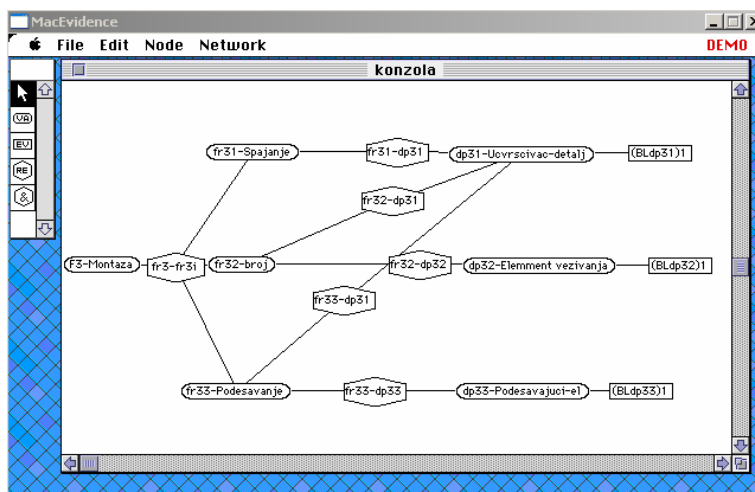 MacEvidence
File Edit Node Network DEMO
konzola
VA
EV
RE
&
fr31-Spajanje fr31-dp31 dp31-Ucvrscivac-detalj (BLdp31)1
fr32-dp31
F3-Montaza fr3-fr3i fr32-broj fr32-dp32 dp32-Elemment vezivanja (BLdp32)1
fr33-dp31
fr33-Podesavanje fr33-dp33 dp33-Podesavajuci-el (BLdp33)1